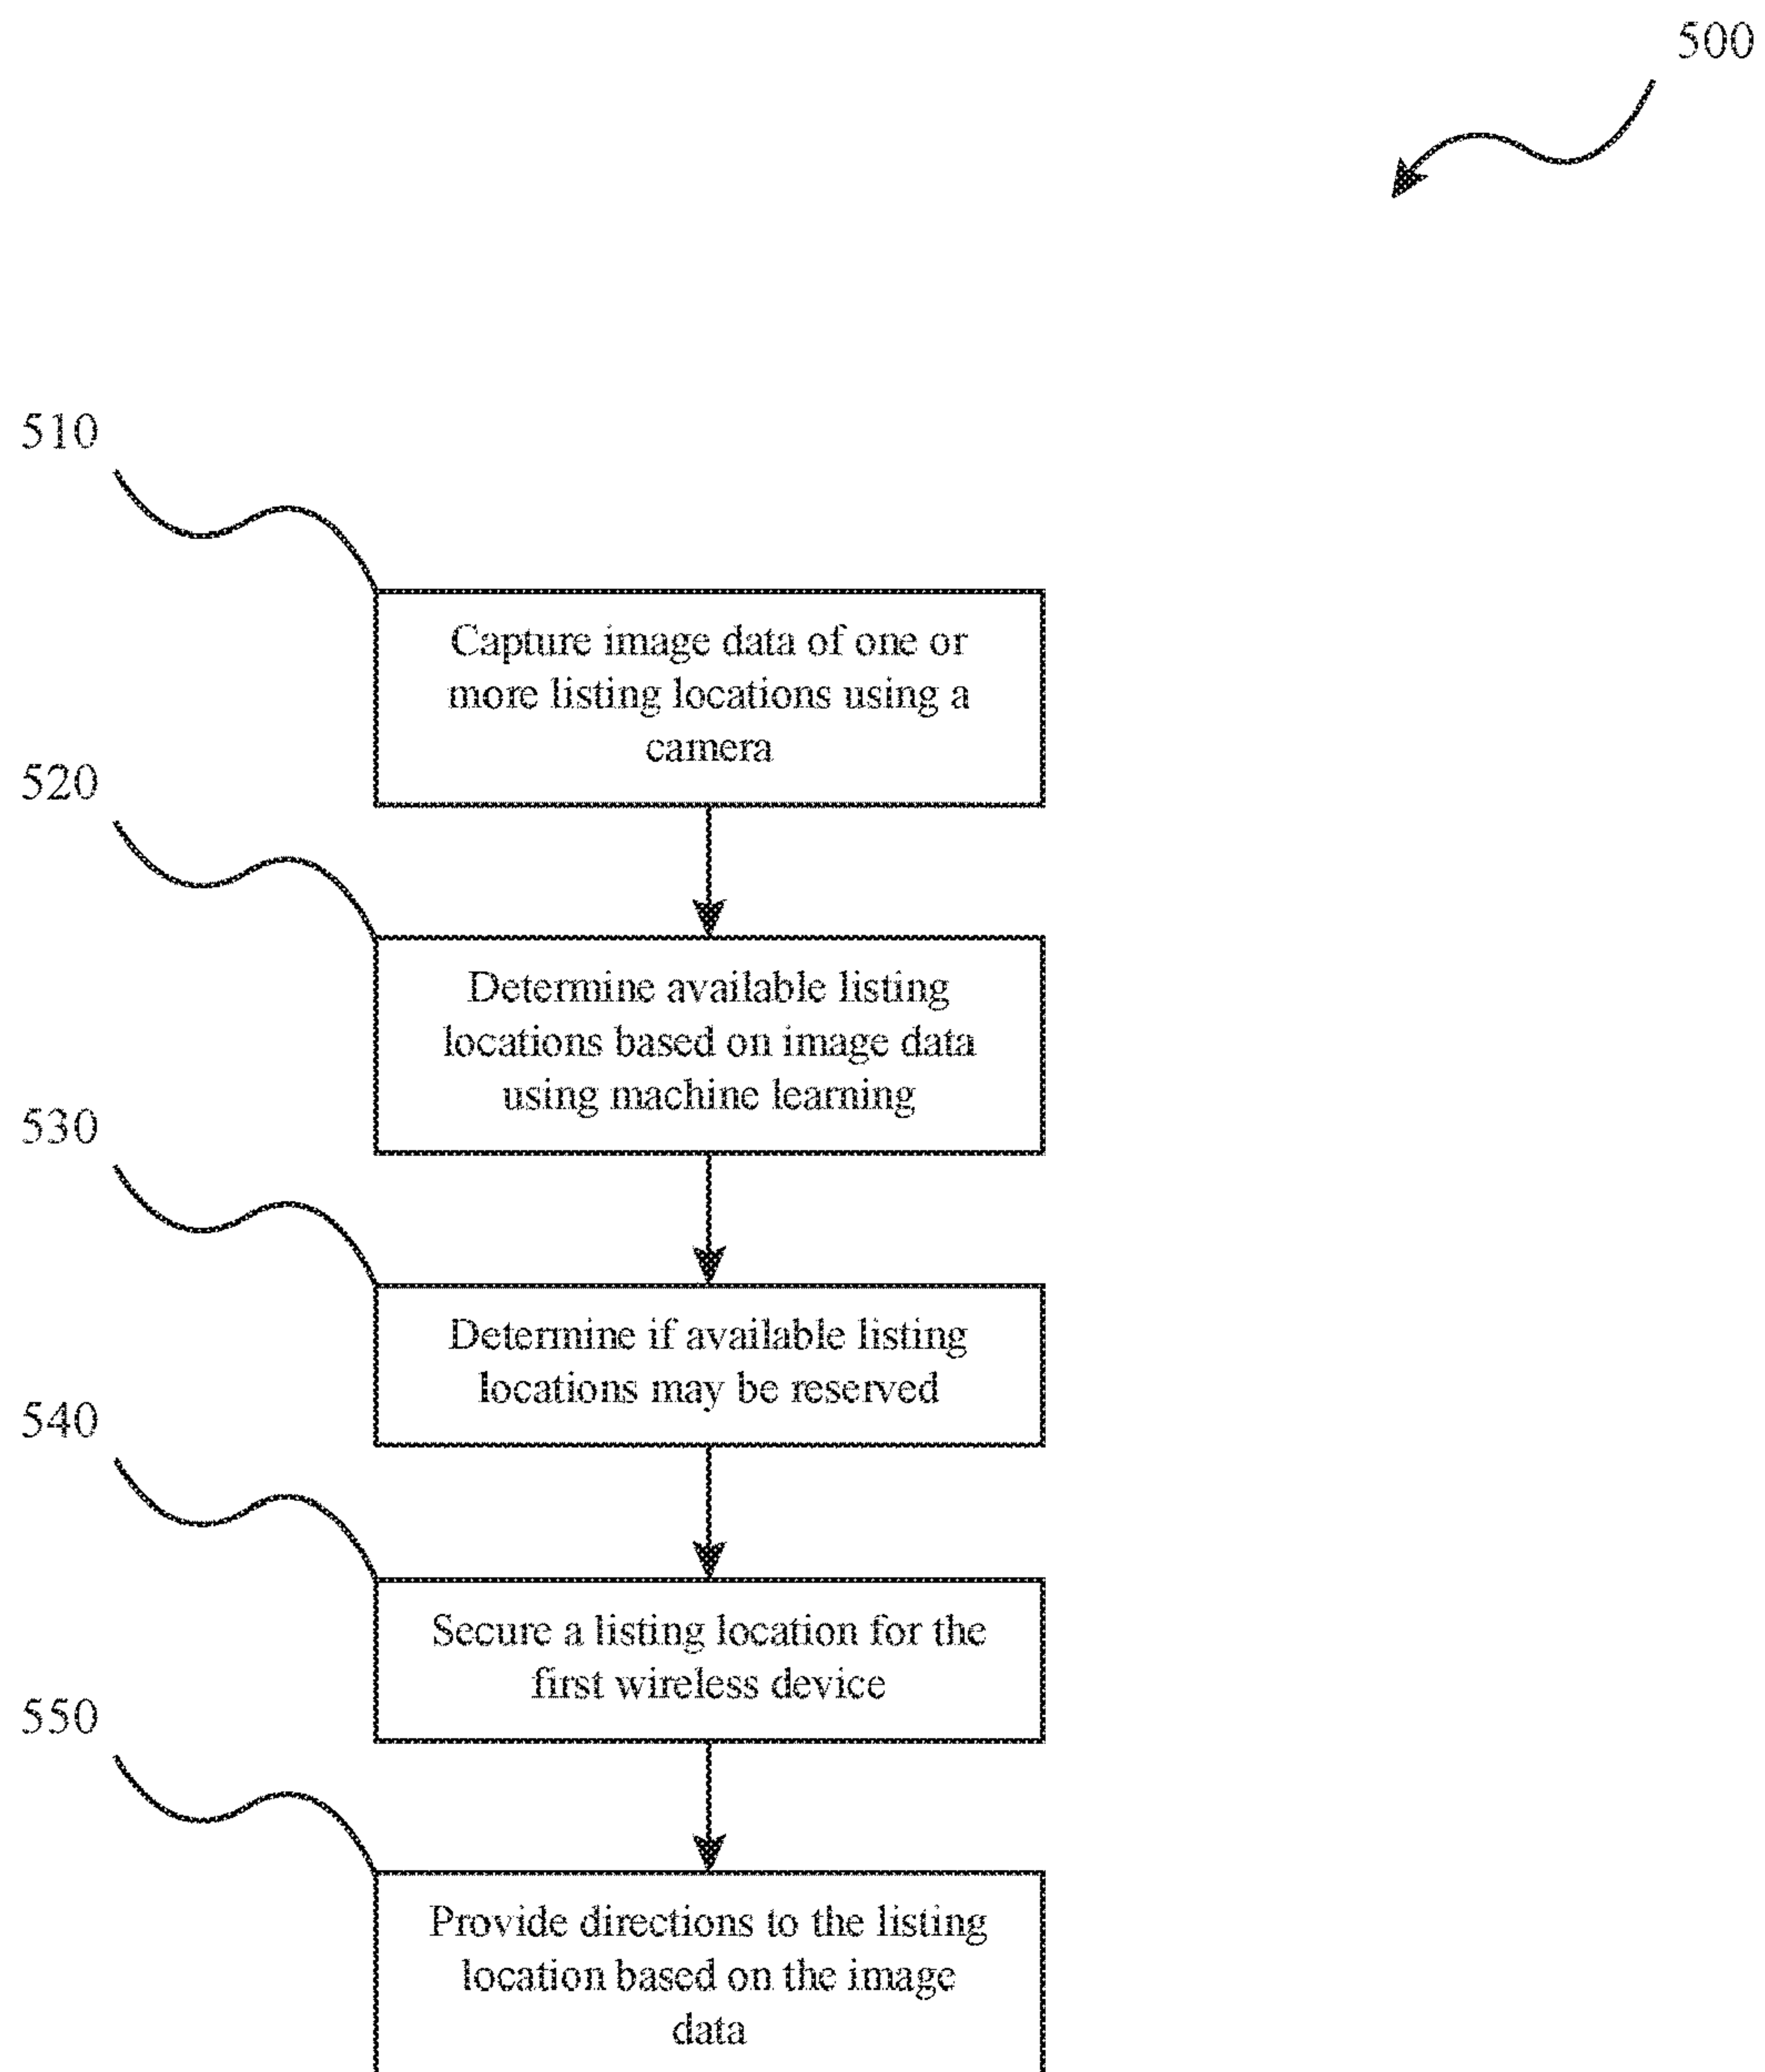 500
510
Capture image data of one or
more listing locations using a
camera
520
Determine available listing
locations based on image data
using machine learning
530
Determine if available listing
locations may be reserved
540
Secure a listing location for the
first wireless device
550
Provide directions to the listing
location based on the image
data